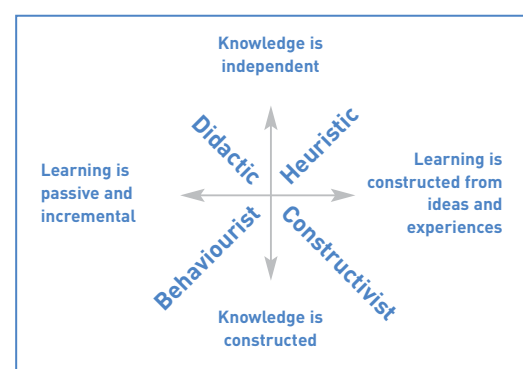 Knowledge is
independent
Didactic
Heuristic
Learning is
passive and
incremental
Learning is
constructed from
ideas and
experiences
Behaviourist
Constructivist
Knowledge is
constructed